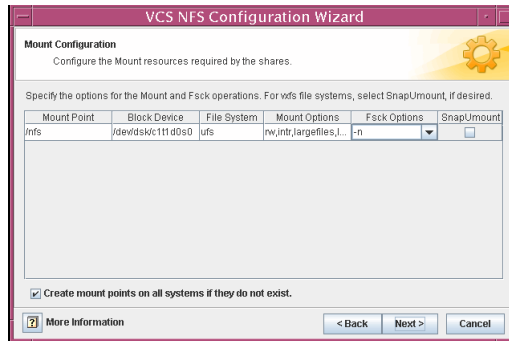 VCS NFS Configuration Wizard
Mount Configuration
Configure the Mount resources required by the shares.
Specify the options for the Mount and Fsck operations. For vxfs file systems, select SnapUmount, if desired.
Mount Point Block Device File System Mount Options Fsck Options SnapUmount
/nfs /dev/dsk/c1t1d0s0 ufs rw,intr,largefiles,l... -n
Create mount points on all systems if they do not exist.
? More Information < Back Next > Cancel